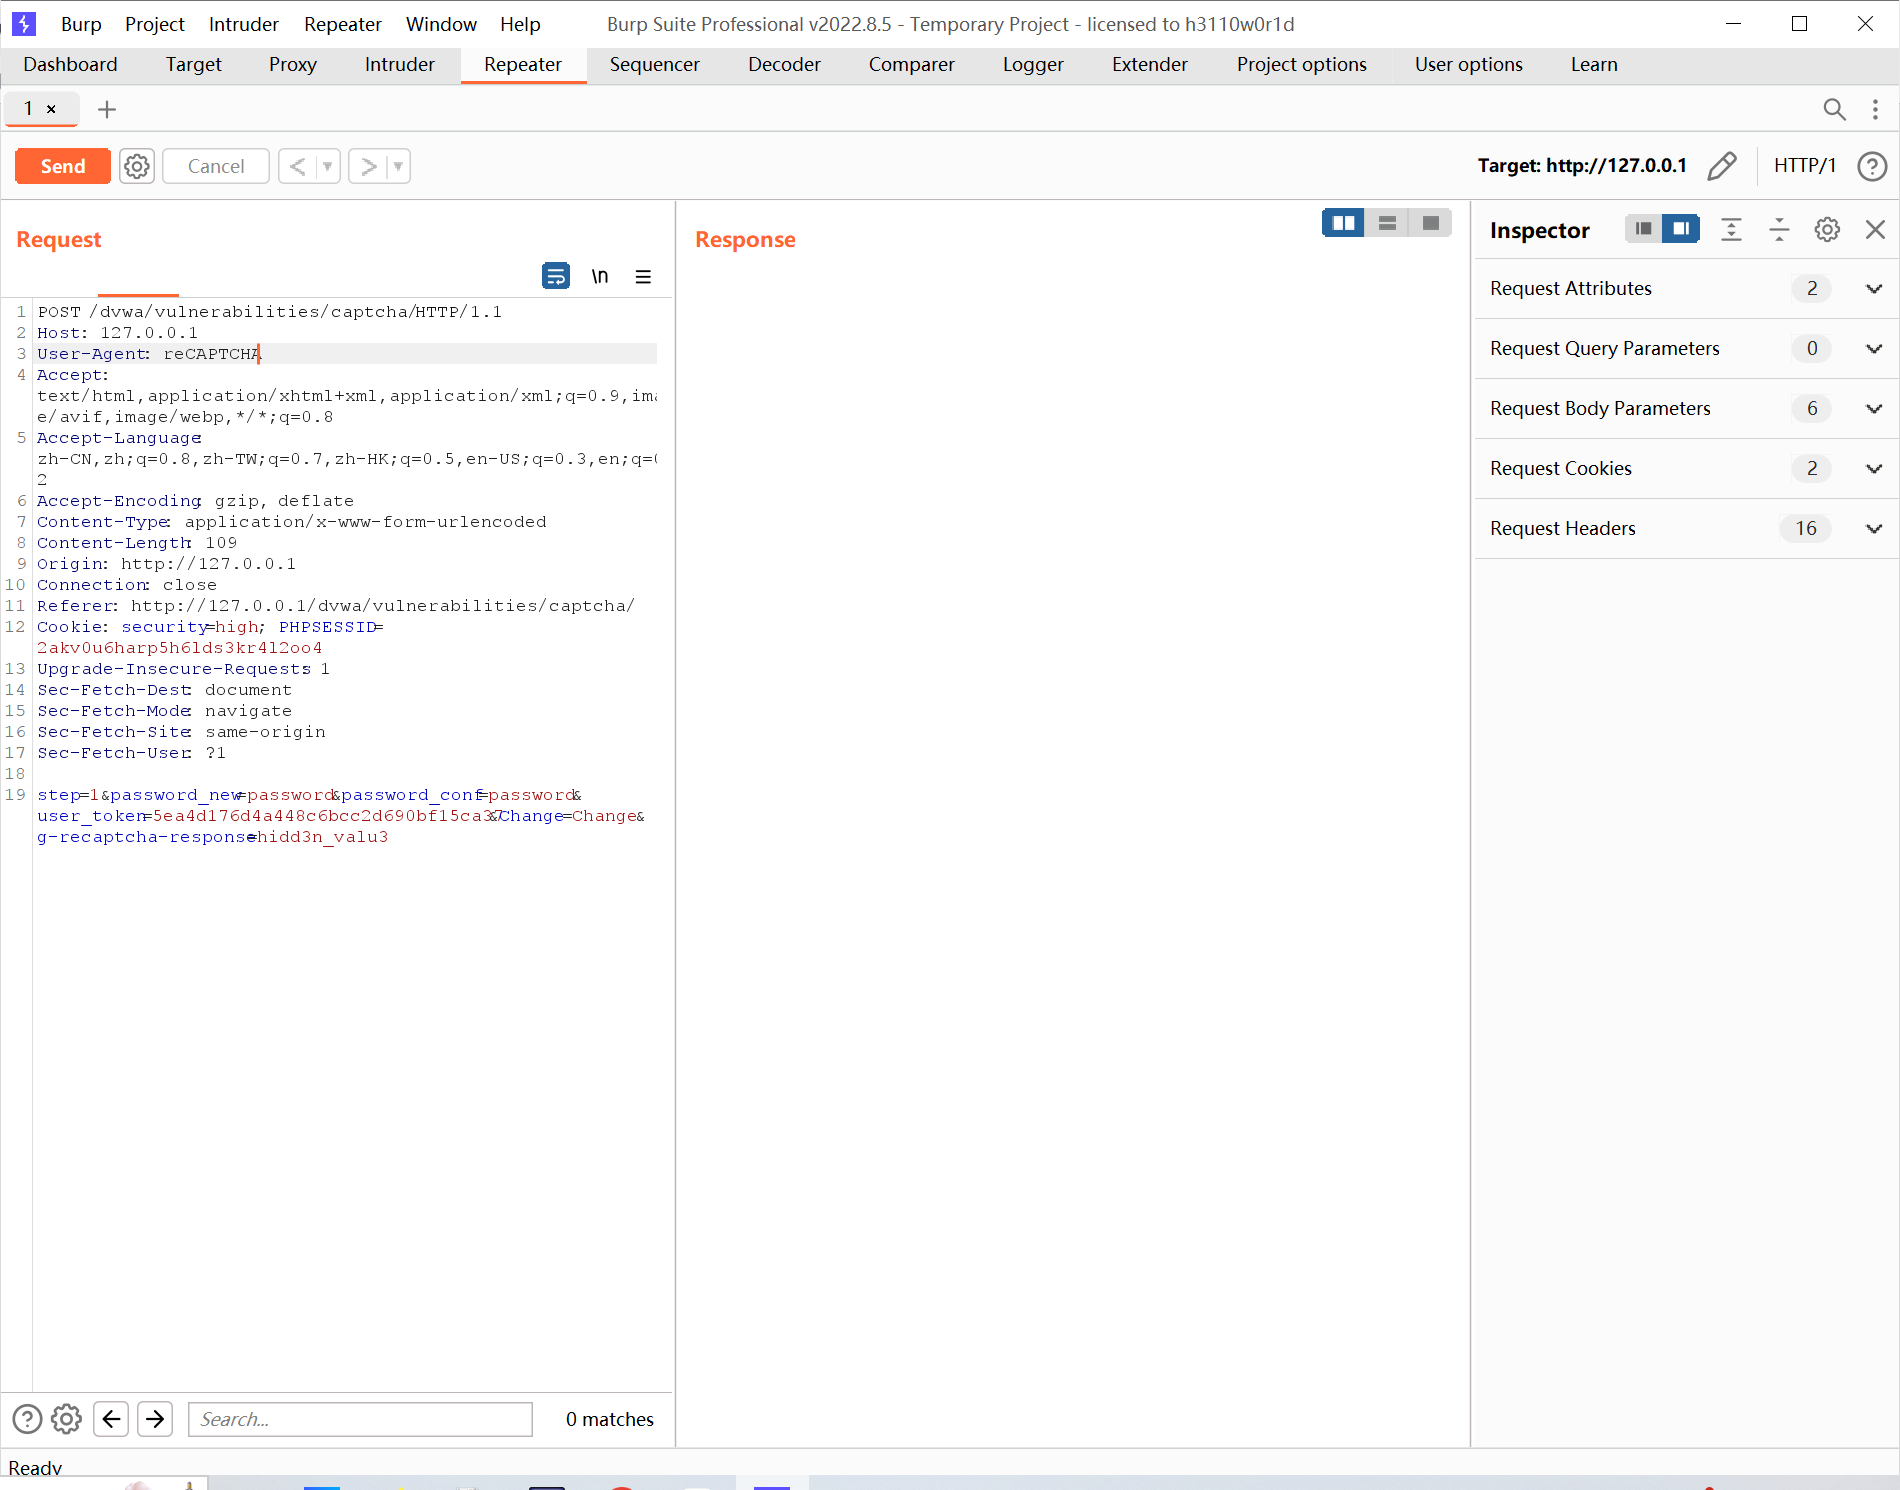 Burp Project Intruder Repeater Window Help Burp Suite Professional v2022.8.5 - Temporary Project - licensed to h3110w0r1d
Dashboard Target Proxy Intruder Repeater Sequencer Decoder Comparer Logger Extender Project options User options Learn
1 × +
Send Cancel < > Target: http://127.0.0.1 HTTP/1 ?
Request
Response
Inspector
\n
Request Attributes 2
Request Query Parameters 0
Request Body Parameters 6
Request Cookies 2
Request Headers 16
1 POST /dvwa/vulnerabilities/captcha/HTTP/1.1
2 Host: 127.0.0.1
3 User-Agent: reCAPTCHA
4 Accept:
text/html,application/xhtml+xml,application/xml;q=0.9,ima
e/avif,image/webp,*/*;q=0.8
5 Accept-Language:
zh-CN,zh;q=0.8,zh-TW;q=0.7,zh-HK;q=0.5,en-US;q=0.3,en;q=
2
6 Accept-Encoding: gzip, deflate
7 Content-Type: application/x-www-form-urlencoded
8 Content-Length: 109
9 Origin: http://127.0.0.1
10 Connection: close
11 Referer: http://127.0.0.1/dvwa/vulnerabilities/captcha/
12 Cookie: security=high; PHPSESSID=
2akv0u6harp5h6lds3kr4l2oo4
13 Upgrade-Insecure-Requests: 1
14 Sec-Fetch-Dest: document
15 Sec-Fetch-Mode: navigate
16 Sec-Fetch-Site: same-origin
17 Sec-Fetch-User: ?1
18
19 step=1&password_new=password&password_conf=password&
user_token=5ea4d176d4a448c6bcc2d690bf15ca37&Change=Change&
g-recaptcha-response=hidd3n_valu3
? Search... 0 matches
Ready